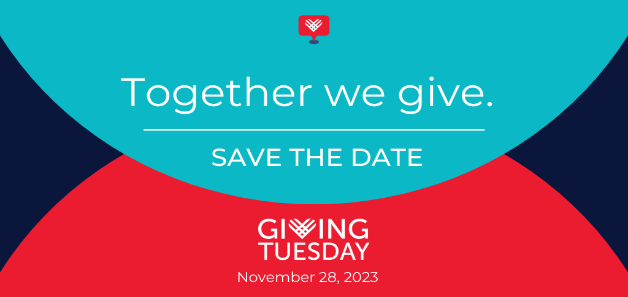 Together we give.
SAVE THE DATE
GIVING
TUESDAY
November 28, 2023